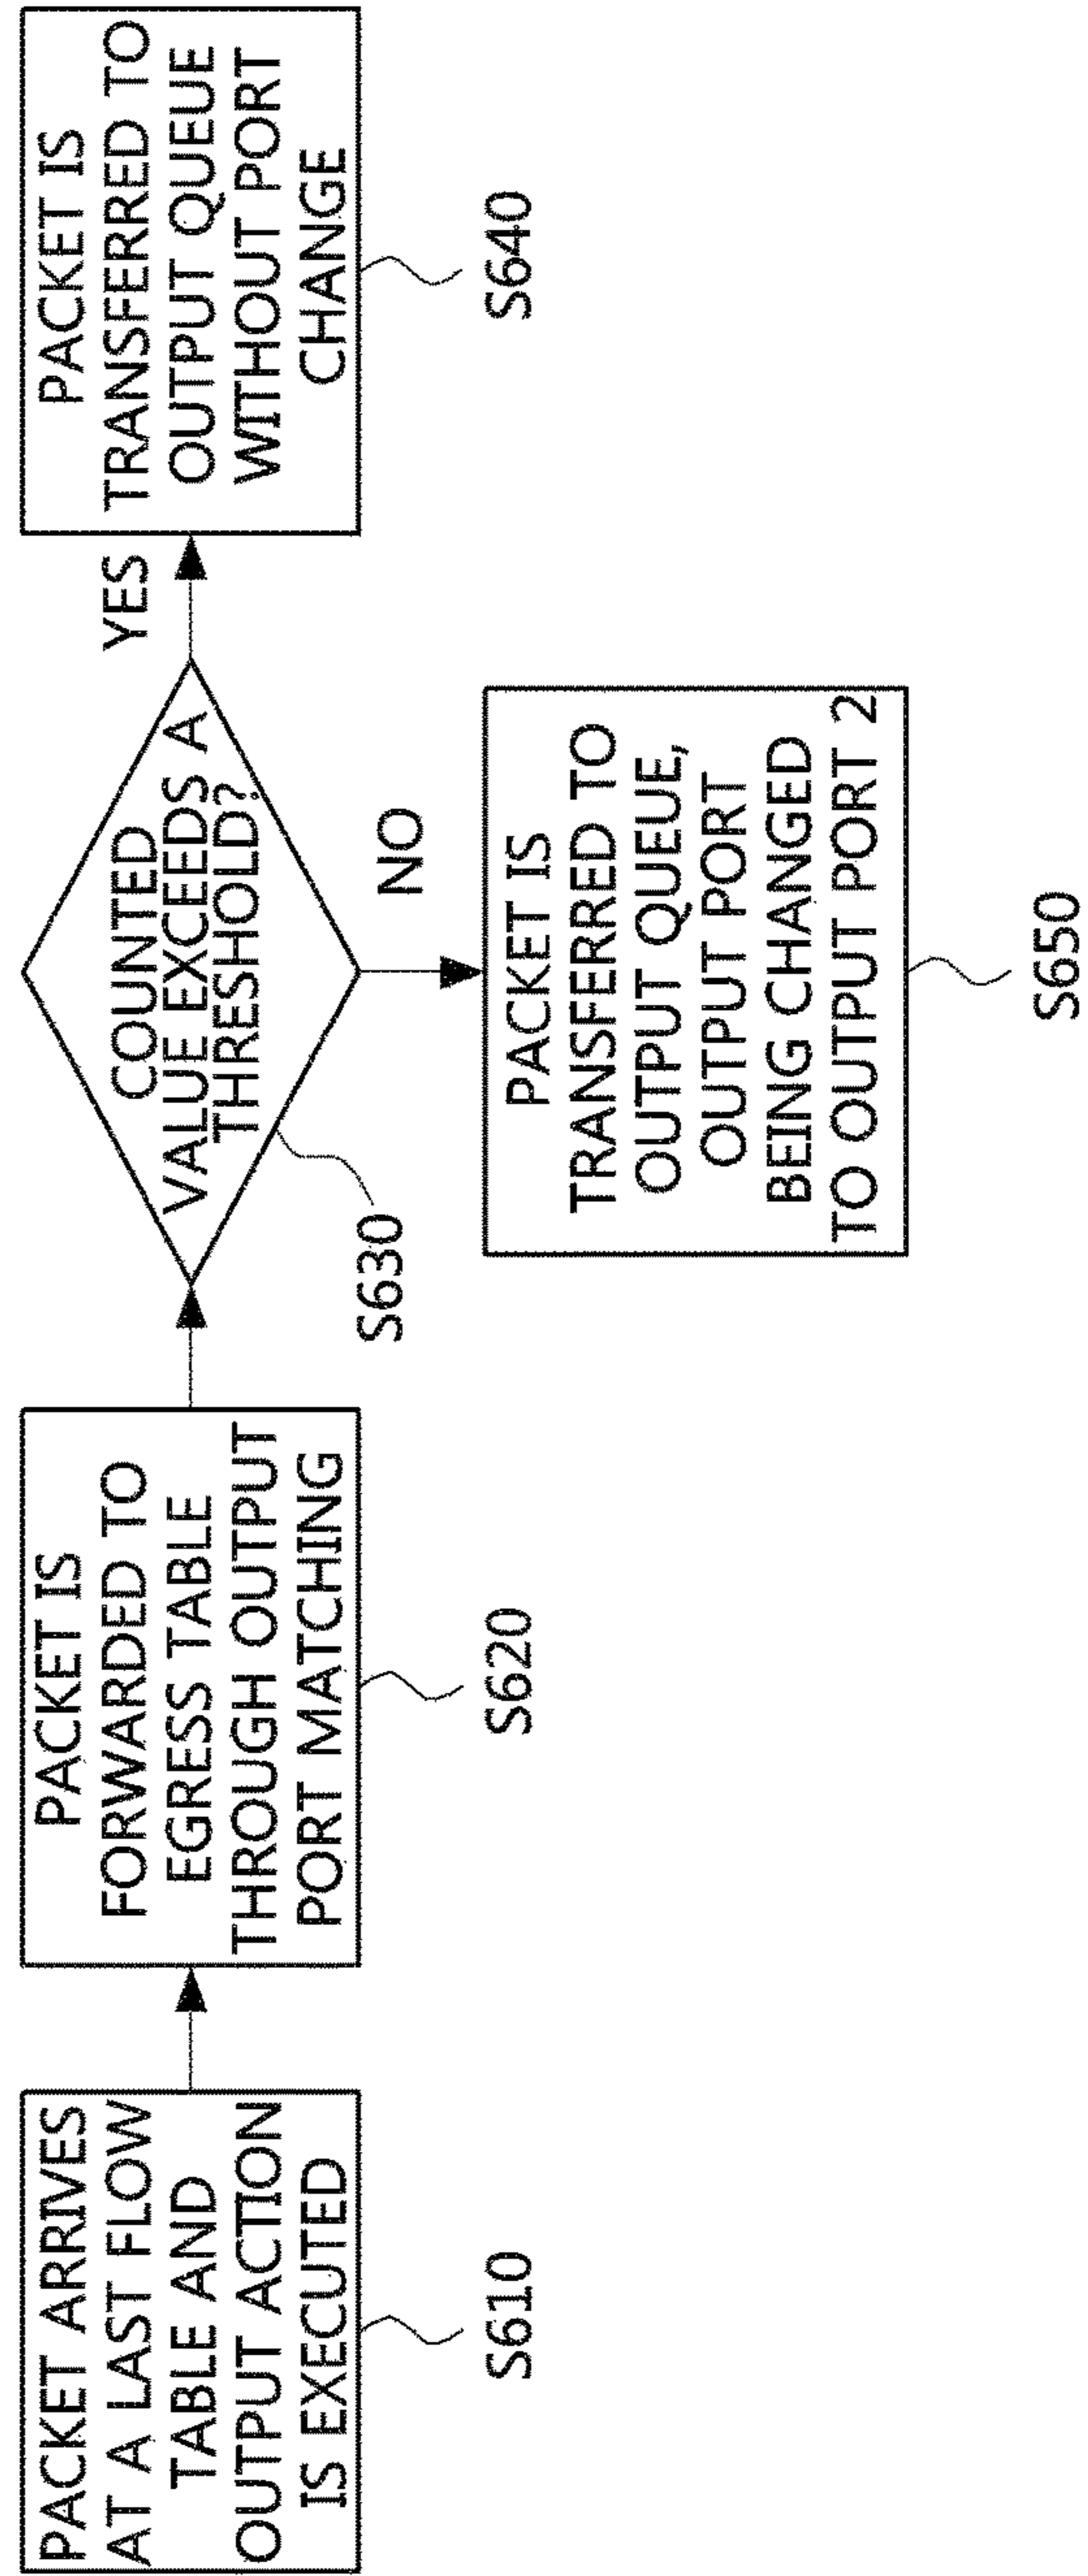 PACKET ARRIVES
AT A LAST FLOW
TABLE AND
OUTPUT ACTION
IS EXECUTED
S610
PACKET IS
FORWARDED TO
EGRESS TABLE
THROUGH OUTPUT
PORT MATCHING
S620
COUNTED
VALUE EXCEEDS A
THRESHOLD?
S630
YES
PACKET IS
TRANSFERRED TO
OUTPUT QUEUE
WITHOUT PORT
CHANGE
S640
NO
PACKET IS
TRANSFERRED TO
OUTPUT QUEUE,
OUTPUT PORT
BEING CHANGED
TO OUTPUT PORT 2
S650